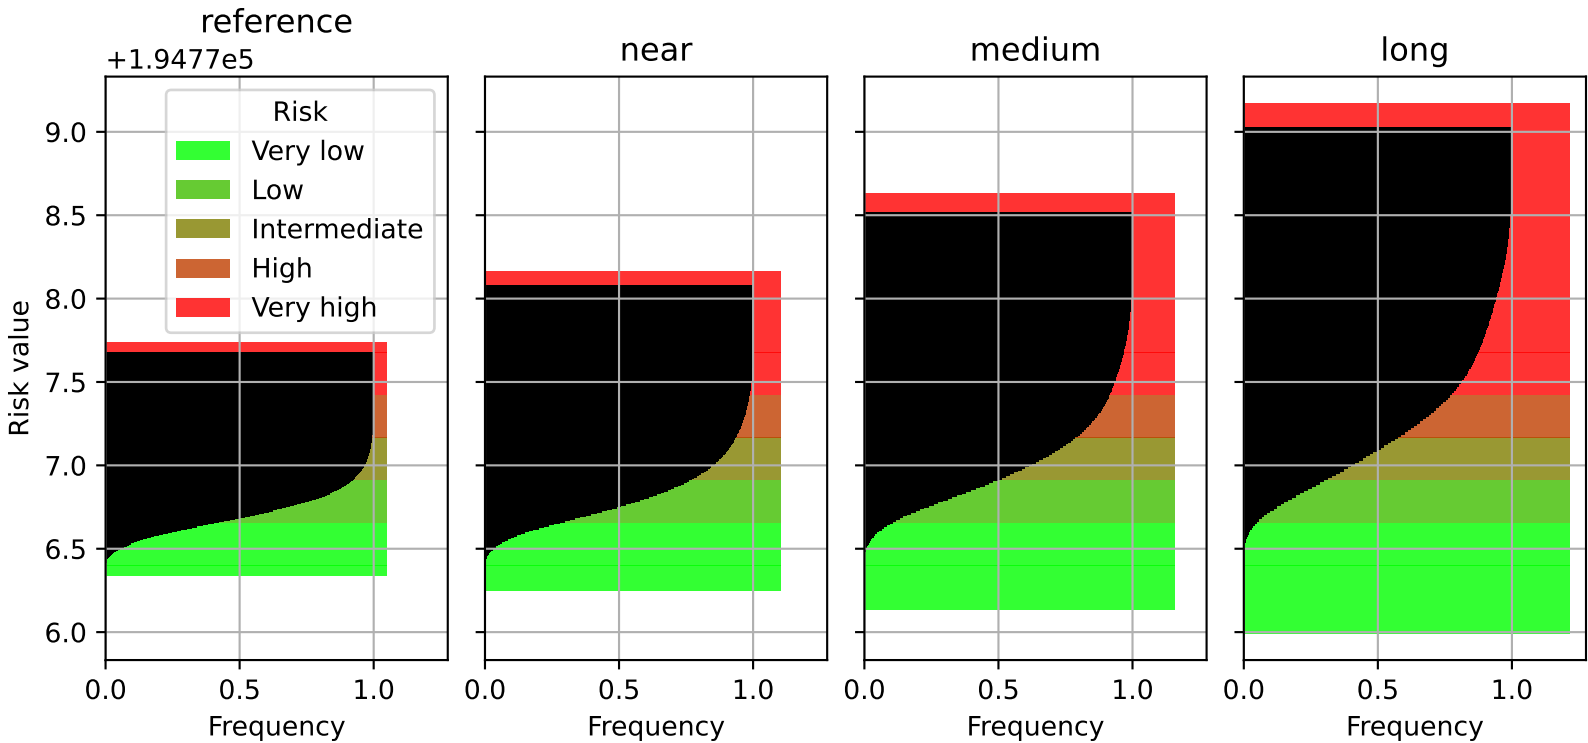 reference
near
medium
long
+1.9477e5
Risk
Very low
Low
Intermediate
High
Very high
Risk value
9.0
8.5
8.0
7.5
7.0
6.5
6.0
0.0 0.5 1.0
0.0 0.5 1.0
0.0 0.5 1.0
0.0 0.5 1.0
Frequency
Frequency
Frequency
Frequency